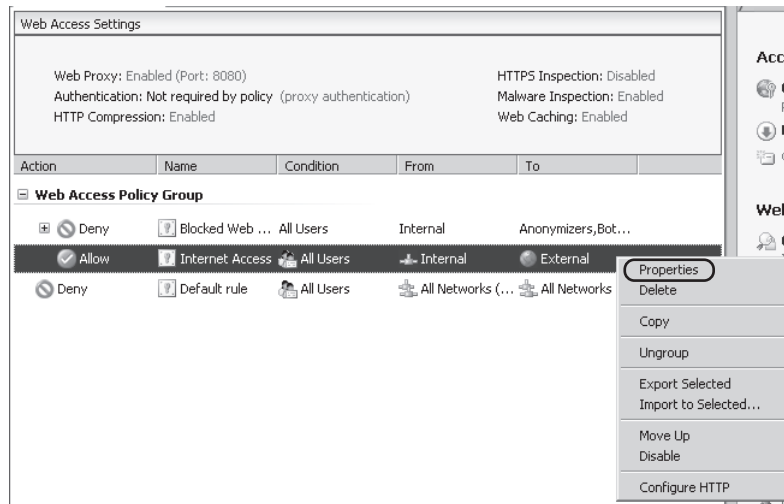 Web Access Settings
Web Proxy: Enabled (Port: 8080)
HTTPS Inspection: Disabled
Authentication: Not required by policy (proxy authentication)
Malware Inspection: Enabled
HTTP Compression: Enabled
Web Caching: Enabled
Acc
Action Name Condition From To
Web Access Policy Group
Wel
Deny Blocked Web ... All Users Internal Anonymizers,Bot...
Allow Internet Access All Users Internal External
Deny Default rule All Users All Networks (... All Networks
Properties
Delete
Copy
Ungroup
Export Selected
Import to Selected...
Move Up
Disable
Configure HTTP